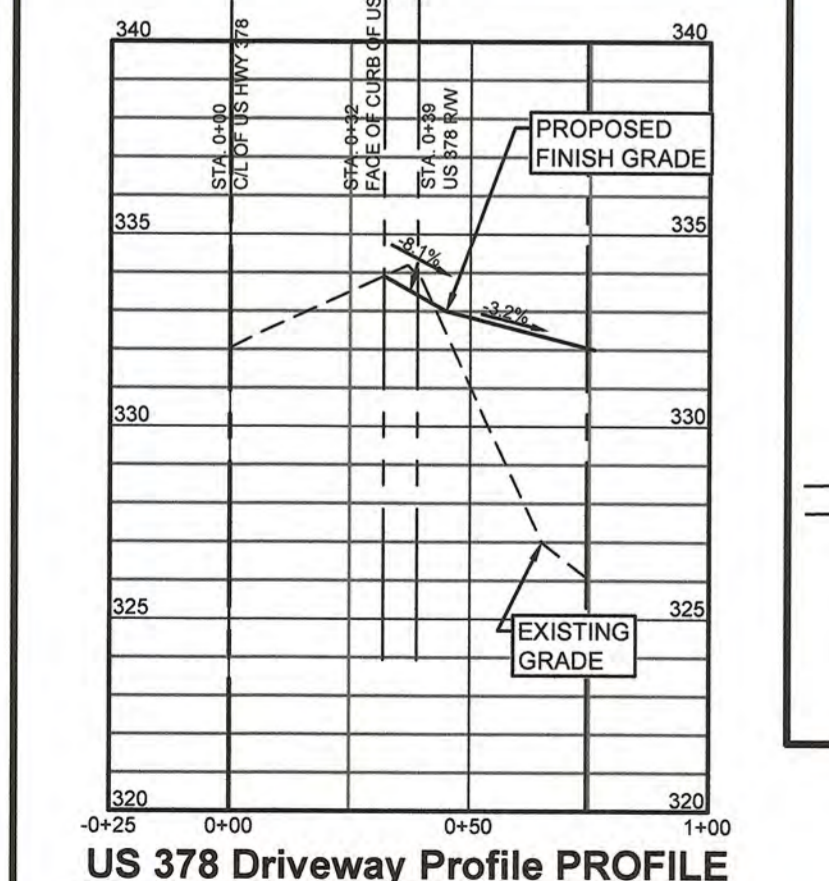 340
340
STA. 0+00
C/L OF US HWY 378
STA. 0+32
FACE OF CURB OF US
STA. 0+39
US 378 R/W
PROPOSED
FINISH GRADE
335
335
-8.1%
-3.2%
330
330
325
325
EXISTING
GRADE
320
320
-0+25
0+00
0+50
1+00
US 378 Driveway Profile PROFILE